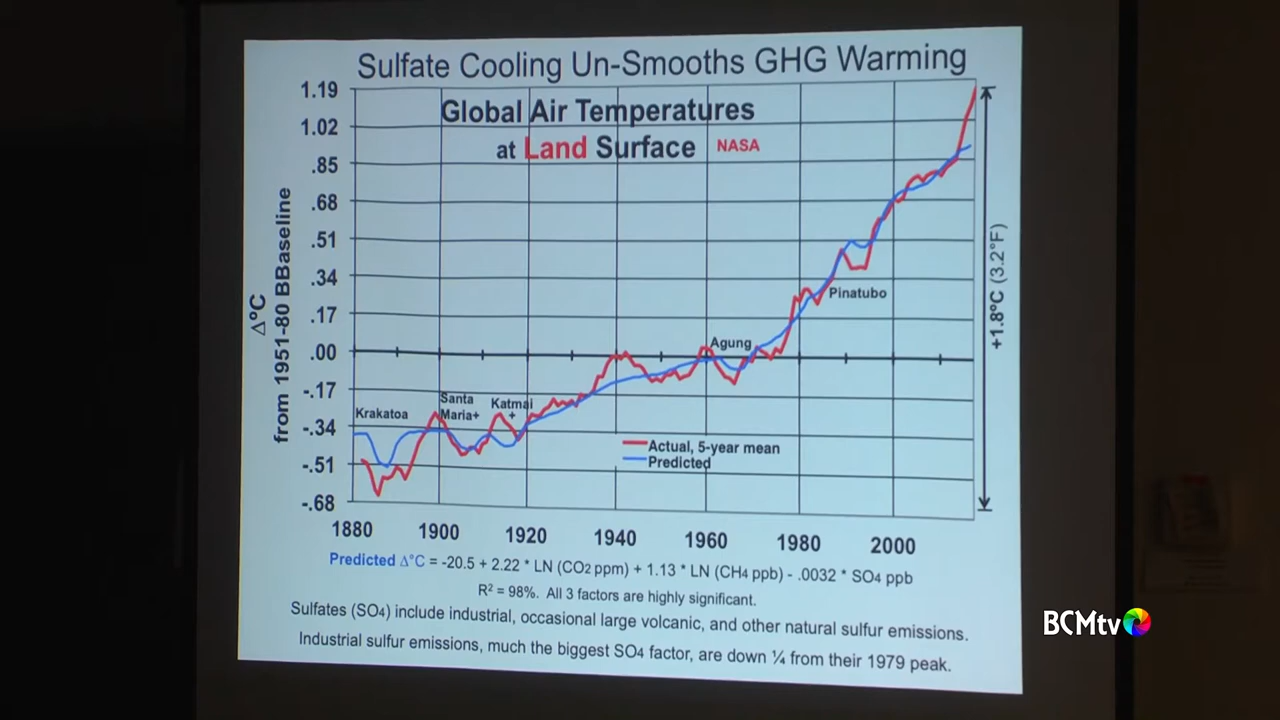 Sulfate Cooling Un-Smooths GHG Warming
Global Air Temperatures
at Land Surface NASA
1.19
1.02
.85
.68
.51
.34
.17
.00
-.17
-.34
-.51
-.68
Δ°C
from 1951-80 BBaseline
Krakatoa
Santa
Maria+
Katmai
+
Agung
Pinatubo
+1.8°C (3.2°F)
Actual, 5-year mean
Predicted
1880 1900 1920 1940 1960 1980 2000
Predicted Δ°C = -20.5 + 2.22 * LN (CO2 ppm) + 1.13 * LN (CH4 ppb) - .0032 * SO4 ppb
R² = 98%. All 3 factors are highly significant.
Sulfates (SO4) include industrial, occasional large volcanic, and other natural sulfur emissions.
Industrial sulfur emissions, much the biggest SO4 factor, are down ¼ from their 1979 peak.
BCMtv